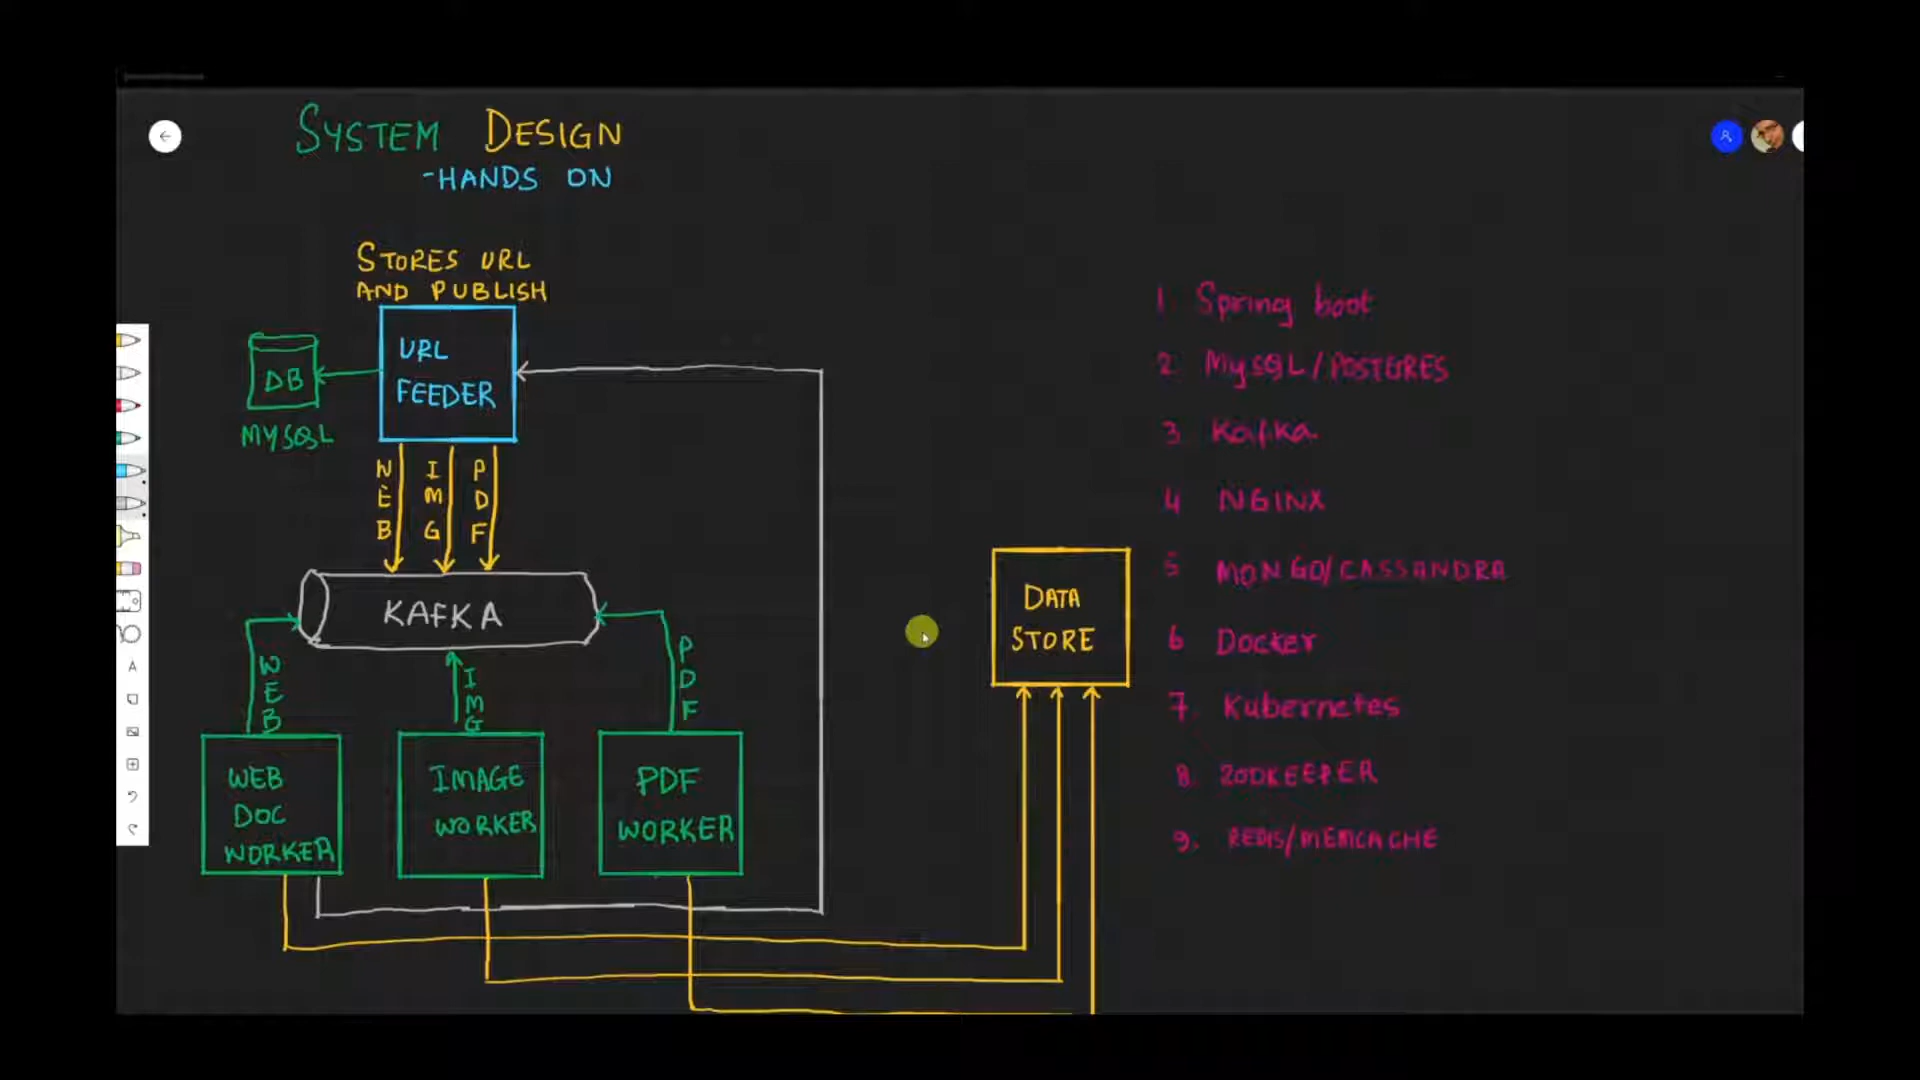 SYSTEM DESIGN
-HANDS ON
STORES URL
AND PUBLISH
URL
FEEDER
DB
MYSQL
WEB
IMG
PDF
KAFKA
WEB
IMG
PDF
WEB
DOC
WORKER
IMAGE
WORKER
PDF
WORKER
DATA
STORE
1 Spring boot
2 MySQL/POSTGRES
3 Kafka
4 NGINX
5 MONGO/CASSANDRA
6 Docker
7. Kubernetes
8. ZOOKEEPER
9. REDIS/MEMCACHE